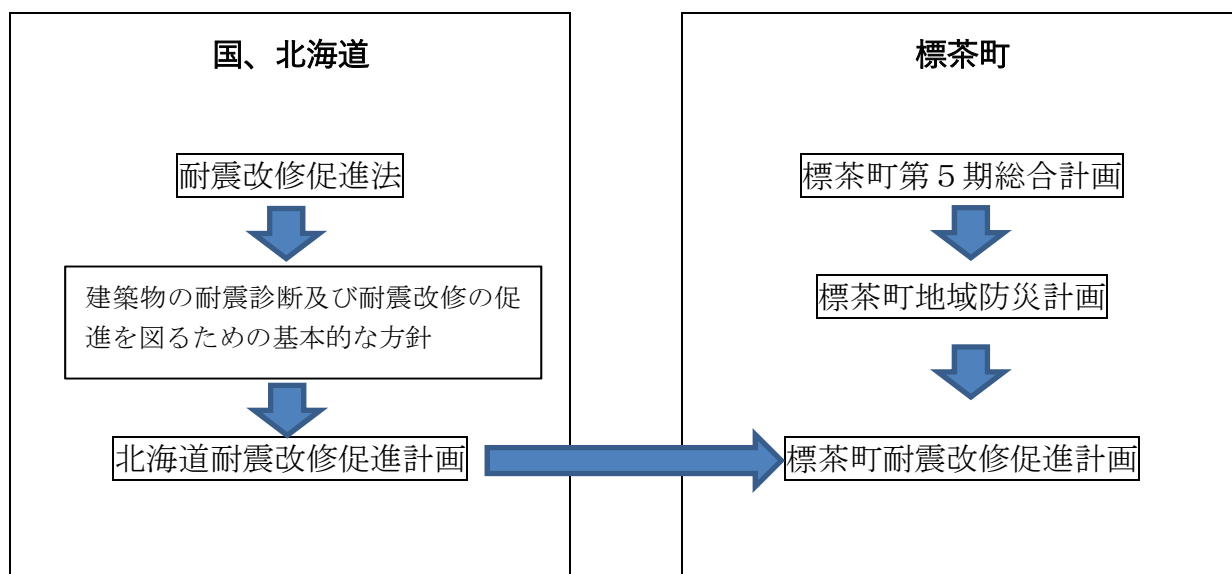 国、北海道
耐震改修促進法
建築物の耐震診断及び耐震改修の促
進を図るための基本的な方針
北海道耐震改修促進計画
標茶町
標茶町第５期総合計画
標茶町地域防災計画
標茶町耐震改修促進計画